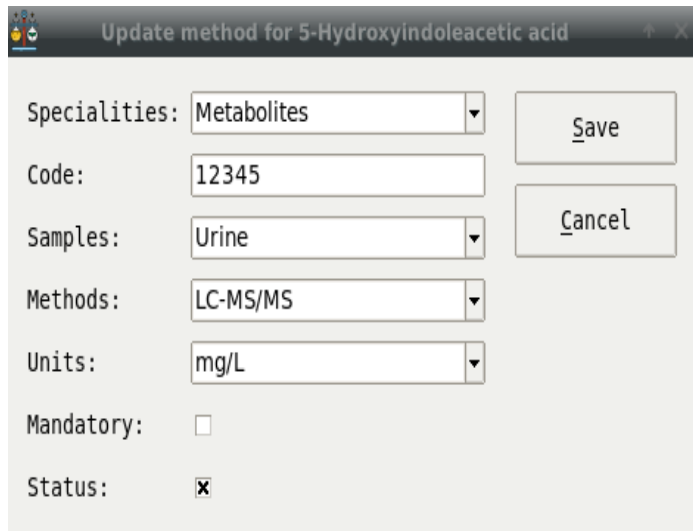 Update method for 5-Hydroxyindoleacetic acid
Specialities: Metabolites
Save
Code: 12345
Cancel
Samples: Urine
Methods: LC-MS/MS
Units: mg/L
Mandatory:
Status: